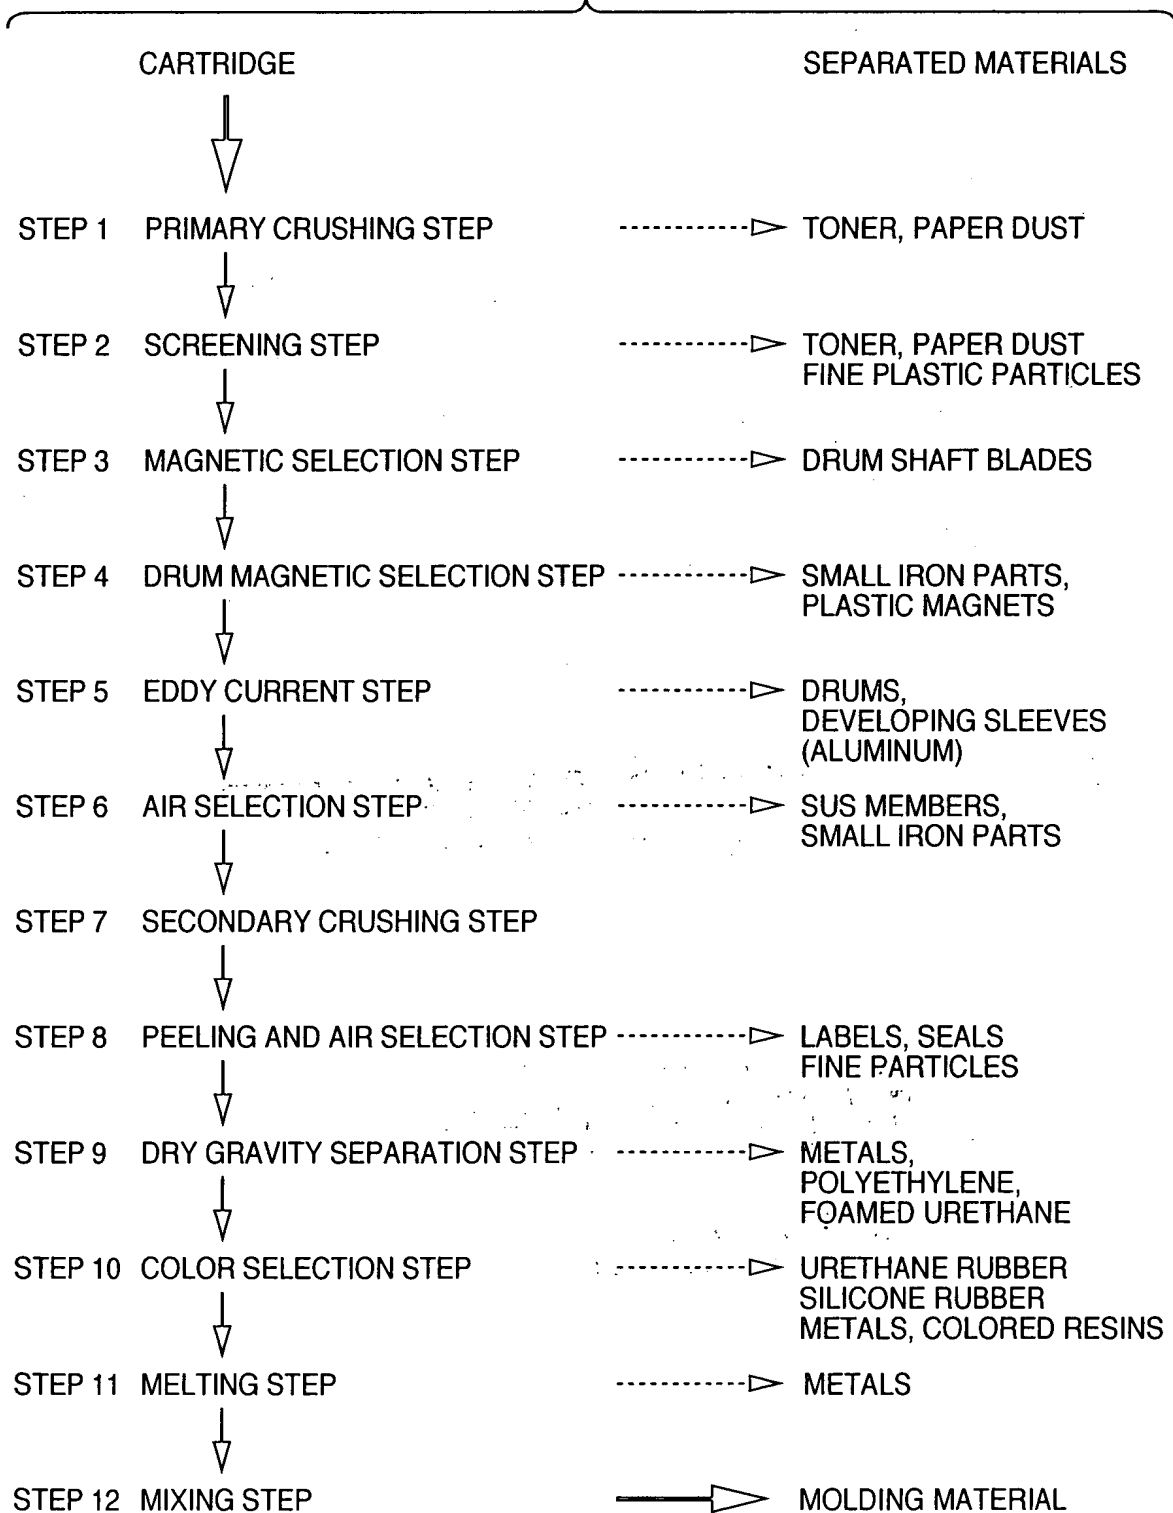 CARTRIDGE SEPARATED MATERIALS
STEP 1 PRIMARY CRUSHING STEP TONER, PAPER DUST
STEP 2 SCREENING STEP TONER, PAPER DUST
FINE PLASTIC PARTICLES
STEP 3 MAGNETIC SELECTION STEP DRUM SHAFT BLADES
STEP 4 DRUM MAGNETIC SELECTION STEP SMALL IRON PARTS,
PLASTIC MAGNETS
STEP 5 EDDY CURRENT STEP DRUMS,
DEVELOPING SLEEVES
(ALUMINUM)
STEP 6 AIR SELECTION STEP SUS MEMBERS,
SMALL IRON PARTS
STEP 7 SECONDARY CRUSHING STEP
STEP 8 PEELING AND AIR SELECTION STEP LABELS, SEALS
FINE PARTICLES
STEP 9 DRY GRAVITY SEPARATION STEP METALS,
POLYETHYLENE,
FOAMED URETHANE
STEP 10 COLOR SELECTION STEP URETHANE RUBBER
SILICONE RUBBER
METALS, COLORED RESINS
STEP 11 MELTING STEP METALS
STEP 12 MIXING STEP MOLDING MATERIAL